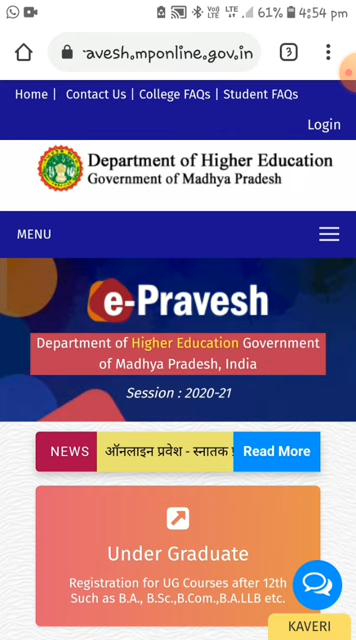 61% 4:54 pm
avesh.mponline.gov.in
3
Home | Contact Us | College FAQs | Student FAQs
Login
Department of Higher Education
Government of Madhya Pradesh
MENU
e-Pravesh
Department of Higher Education Government
of Madhya Pradesh, India
Session : 2020-21
NEWS ऑनलाइन प्रवेश - स्नातक Read More
Under Graduate
Registration for UG Courses after 12th
Such as B.A., B.Sc.,B.Com.,B.A.LLB etc.
KAVERI